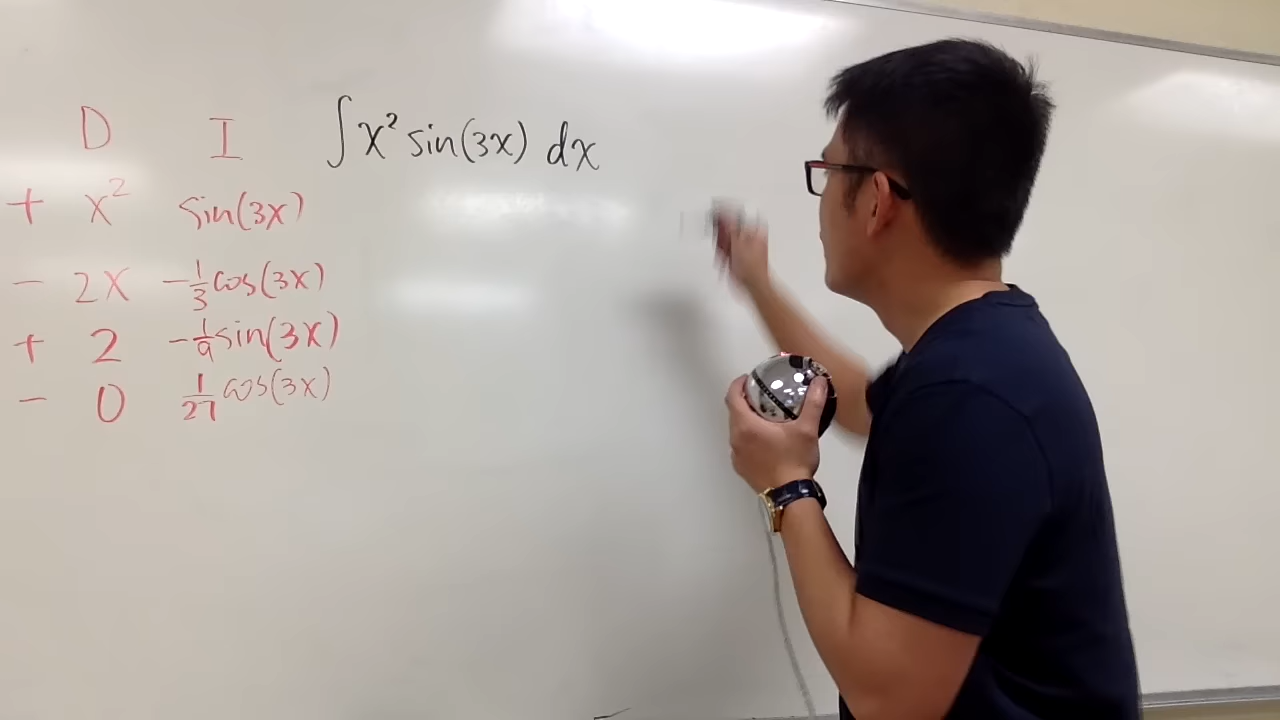 D I ∫x² sin(3x) dx
+ x² sin(3x)
- 2x -1/3 cos(3x)
+ 2 -1/9 sin(3x)
- 0 1/27 cos(3x)